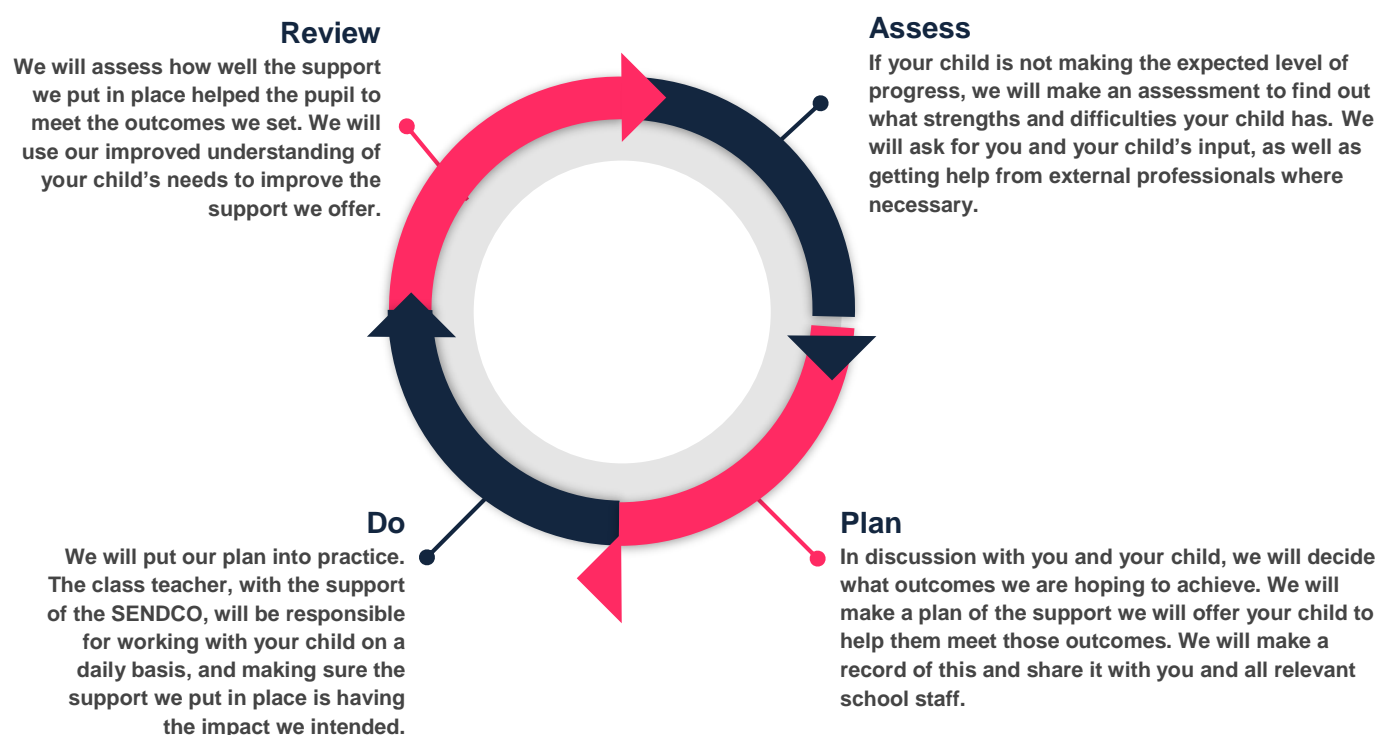 Assess
If your child is not making the expected level of
progress, we will make an assessment to find out
what strengths and difficulties your child has. We
will ask for you and your child’s input, as well as
getting help from external professionals where
necessary.
Plan
In discussion with you and your child, we will decide
what outcomes we are hoping to achieve. We will
make a plan of the support we will offer your child to
help them meet those outcomes. We will make a
record of this and share it with you and all relevant
school staff.
Do
We will put our plan into practice.
The class teacher, with the support
of the SENDCO, will be responsible
for working with your child on a
daily basis, and making sure the
support we put in place is having
the impact we intended.
Review
We will assess how well the support
we put in place helped the pupil to
meet the outcomes we set. We will
use our improved understanding of
your child’s needs to improve the
support we offer.